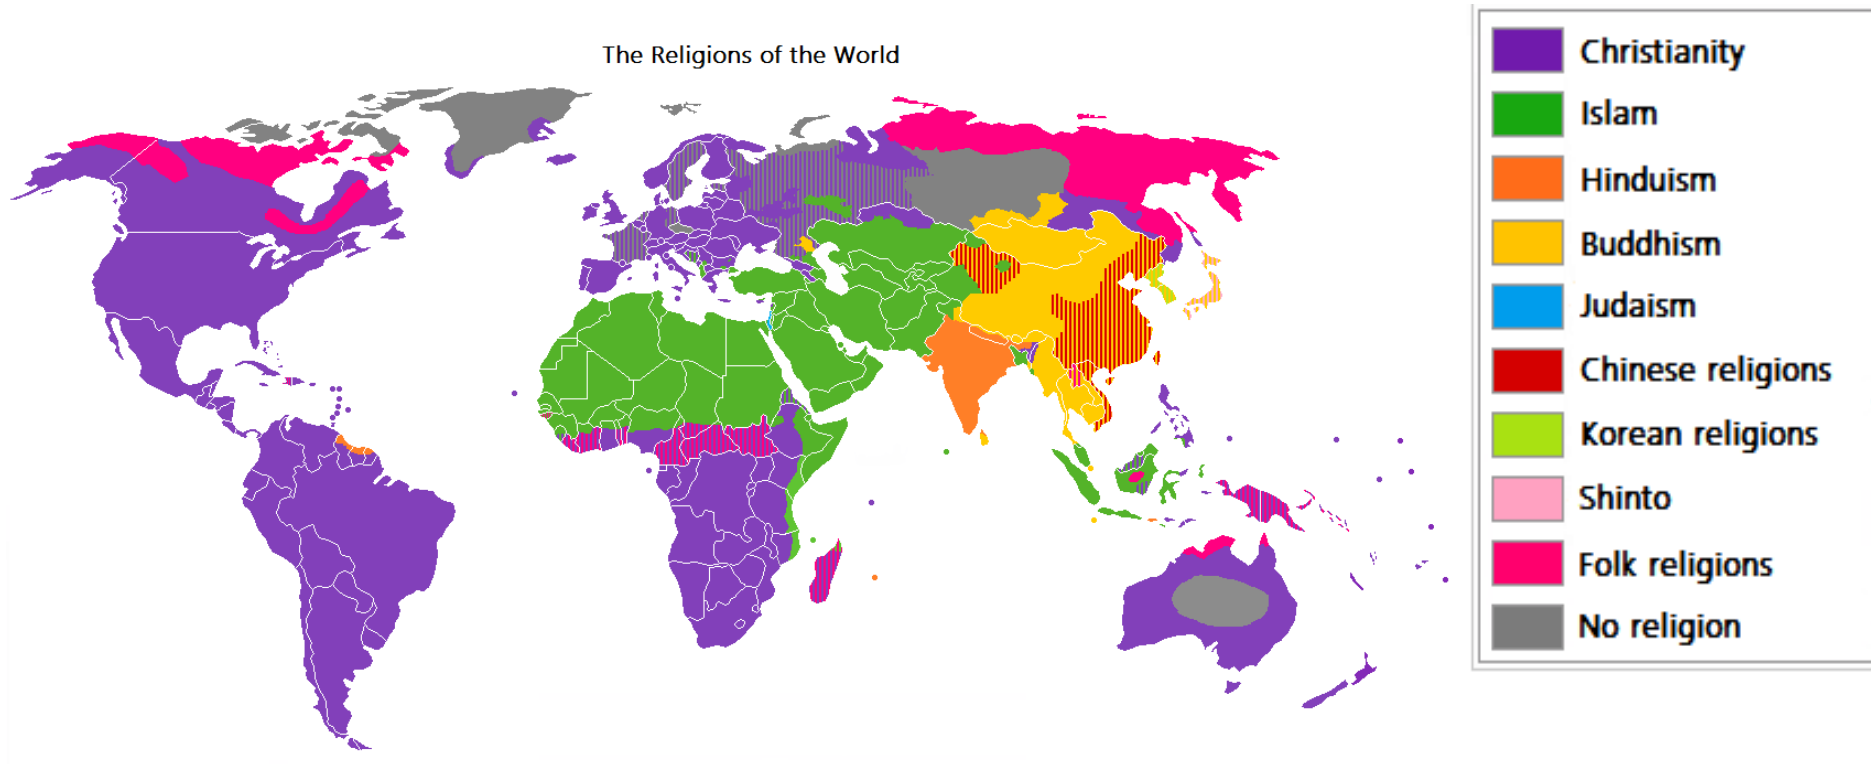 The Religions of the World
Christianity
Islam
Hinduism
Buddhism
Judaism
Chinese religions
Korean religions
Shinto
Folk religions
No religion